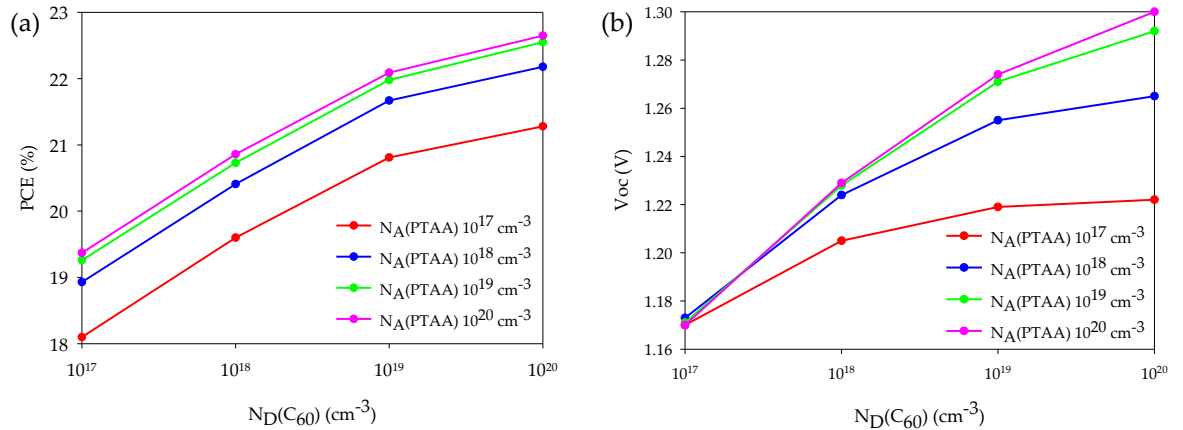 (a)
23
22
21
20
19
18
PCE (%)
N_A(PTAA) 10^17 cm^-3
N_A(PTAA) 10^18 cm^-3
N_A(PTAA) 10^19 cm^-3
N_A(PTAA) 10^20 cm^-3
10^17 10^18 10^19 10^20
N_D(C_60) (cm^-3)
(b)
1.30
1.28
1.26
1.24
1.22
1.20
1.18
1.16
Voc (V)
N_A(PTAA) 10^17 cm^-3
N_A(PTAA) 10^18 cm^-3
N_A(PTAA) 10^19 cm^-3
N_A(PTAA) 10^20 cm^-3
10^17 10^18 10^19 10^20
N_D(C_60) (cm^-3)